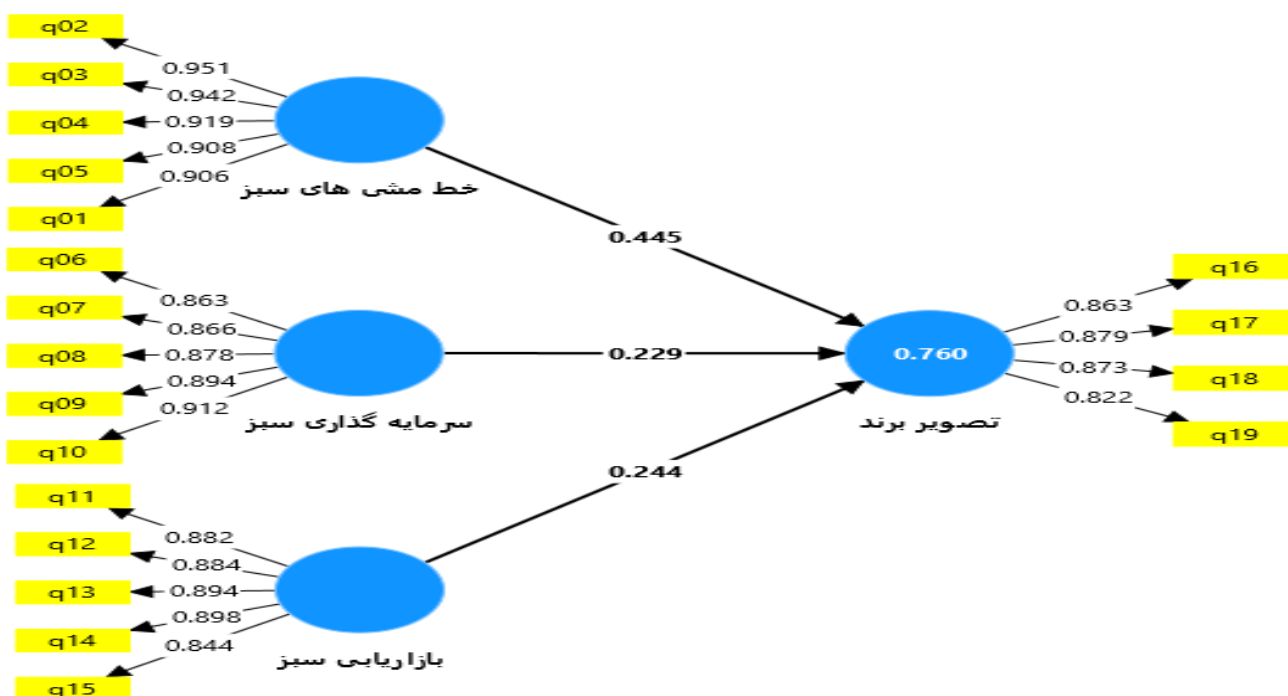 q02
q03
q04
q05
q01
0.951
0.942
0.919
0.908
0.906
خط مشی های سبز
q06
q07
q08
q09
q10
0.863
0.866
0.878
0.894
0.912
سرمایه گذاری سبز
q11
q12
q13
q14
q15
0.882
0.884
0.894
0.898
0.844
بازاریابی سبز
0.445
0.229
0.244
0.760
تصویر برند
0.863
0.879
0.873
0.822
q16
q17
q18
q19